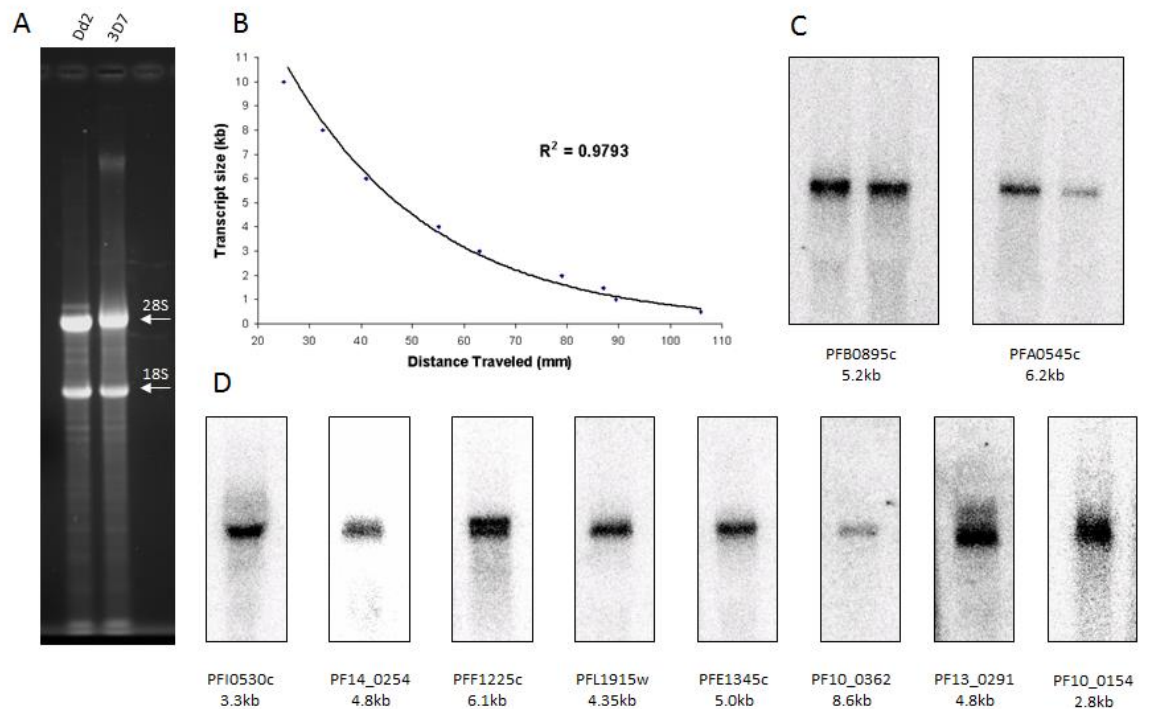 A
Dd2
3D7
28S
18S
B
11
10
9
8
7
6
5
4
3
2
1
0
Transcript size (kb)
R² = 0.9793
20 30 40 50 60 70 80 90 100 110
Distance Traveled (mm)
C
PFB0895c
5.2kb
PFA0545c
6.2kb
D
PFI0530c
3.3kb
PF14_0254
4.8kb
PFF1225c
6.1kb
PFL1915w
4.35kb
PFE1345c
5.0kb
PF10_0362
8.6kb
PF13_0291
4.8kb
PF10_0154
2.8kb